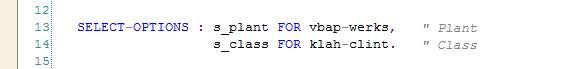 12
13 SELECT-OPTIONS : s_plant FOR vbap-werks, " Plant
14 s_class FOR klah-clint. " Class
15